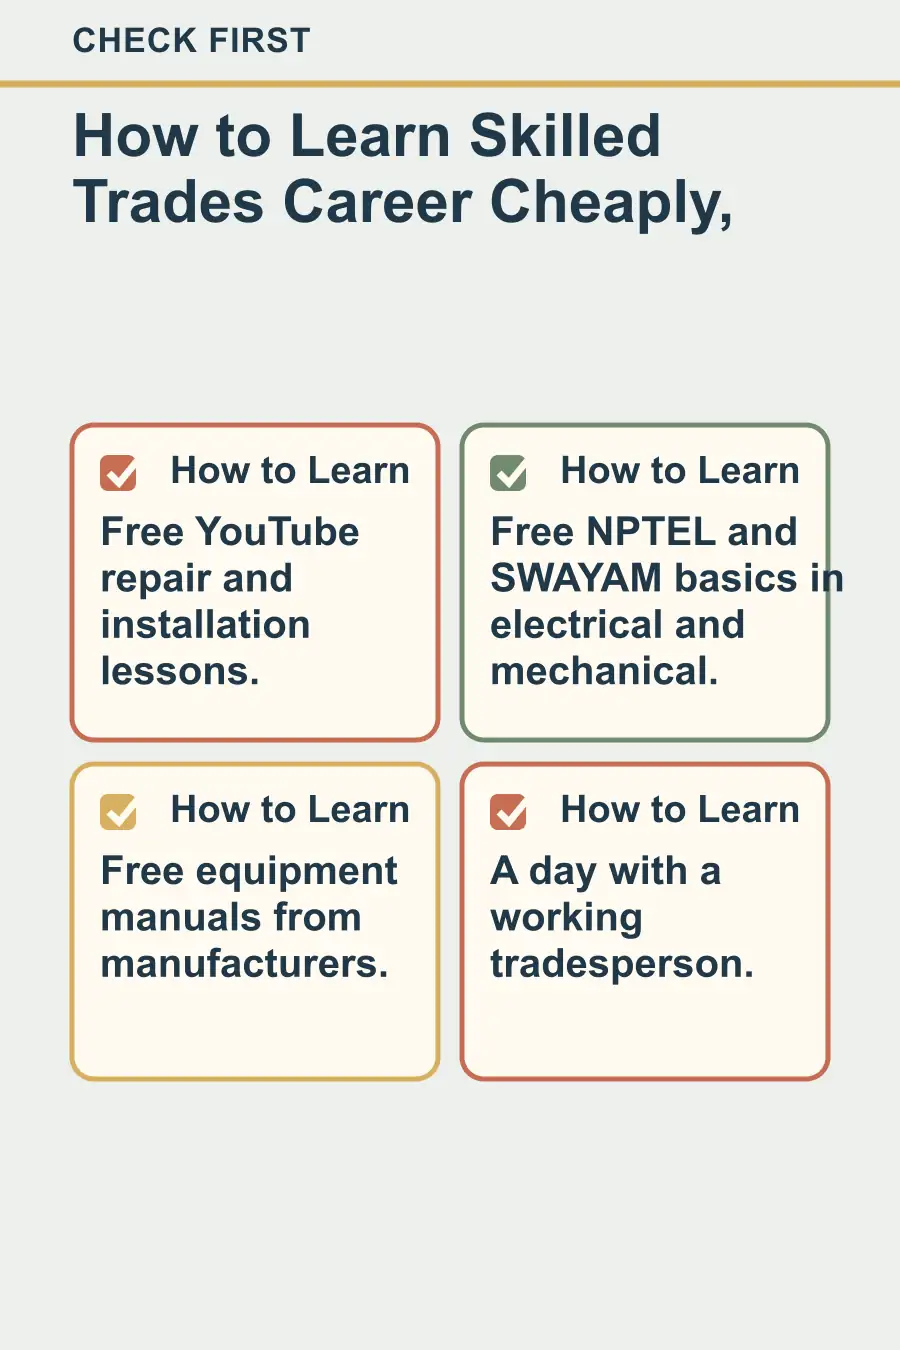 CHECK FIRST
How to Learn Skilled
Trades Career Cheaply,
How to Learn
Free YouTube
repair and
installation
lessons.
How to Learn
Free NPTEL and
SWAYAM basics in
electrical and
mechanical.
How to Learn
Free equipment
manuals from
manufacturers.
How to Learn
A day with a
working
tradesperson.